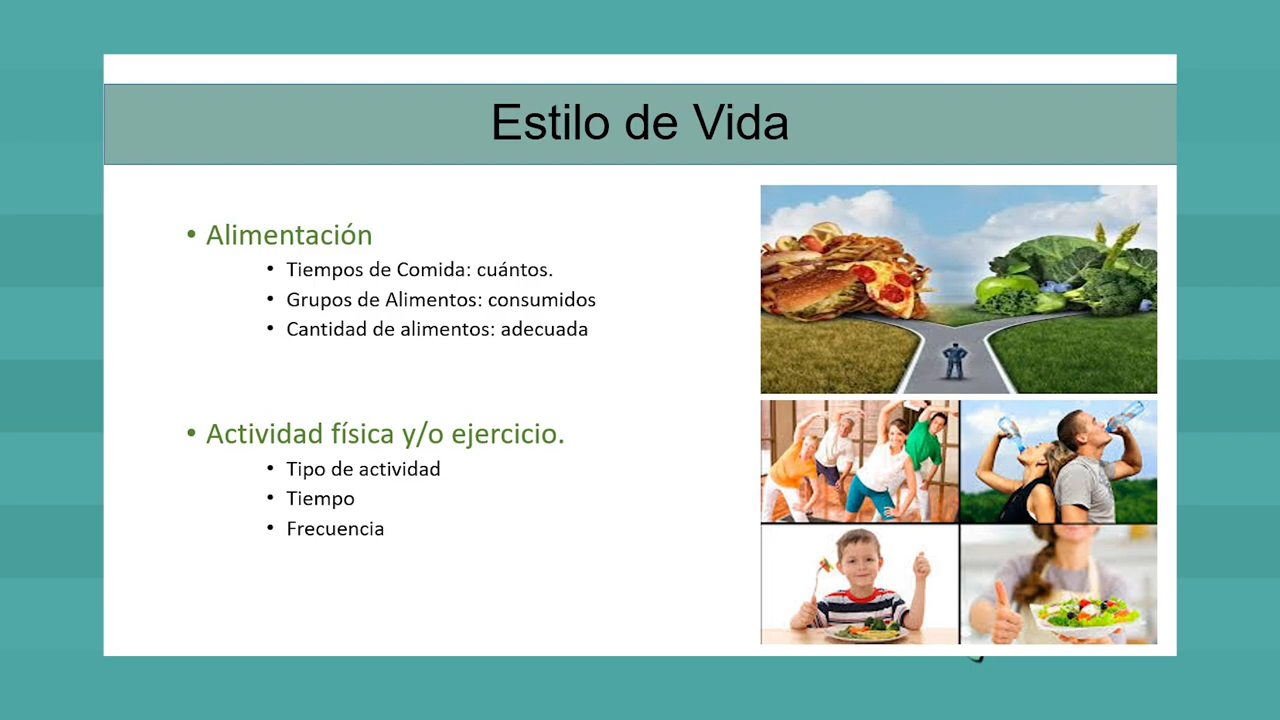 Estilo de Vida
• Alimentación
• Tiempos de Comida: cuántos.
• Grupos de Alimentos: consumidos
• Cantidad de alimentos: adecuada
• Actividad física y/o ejercicio.
• Tipo de actividad
• Tiempo
• Frecuencia